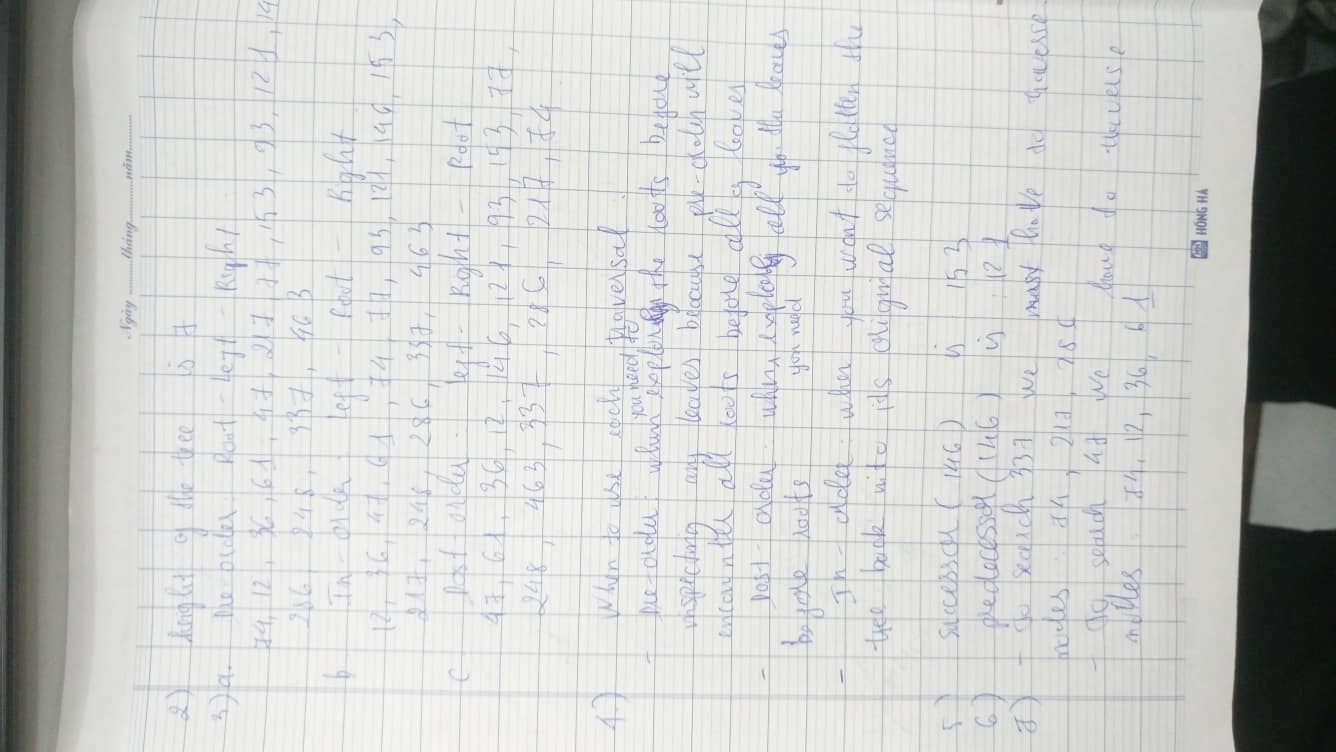 Ngày ........tháng..........năm.........
2) height of the tree is 7
3) a. Pre-order: Root - Left - Right
74, 12, 36, 61, 47, 217, 77, 153, 93, 121, 14
286, 248, 337, 463
b In - Order : Left - Root - Right
12, 36, 47, 61, 74, 77, 93, 121, 146, 153,
217, 248, 286, 337, 463
c Post - order : Left - Right - Root
47, 61, 36, 12, 146, 121, 93, 153, 77,
248, 463, 337, 286, 217, 74
4.) When to use each traversal :
- Pre-order: when you need to explore the roots before
inspecting any leaves because pre-order will
encounter all roots before all of leaves
- Post - order : when you need explore all the leaves
before roots
- In - order : when you want to flatten the
tree back into its original sequence
5) successor (146) is 153
6) predecessor (146) is : 121
7) - To search 337 we must have to traverse
nodes : 74, 217, 286
- To search 47 we have to traverse
nodes : 74, 12, 36, 61
HỒNG HÀ